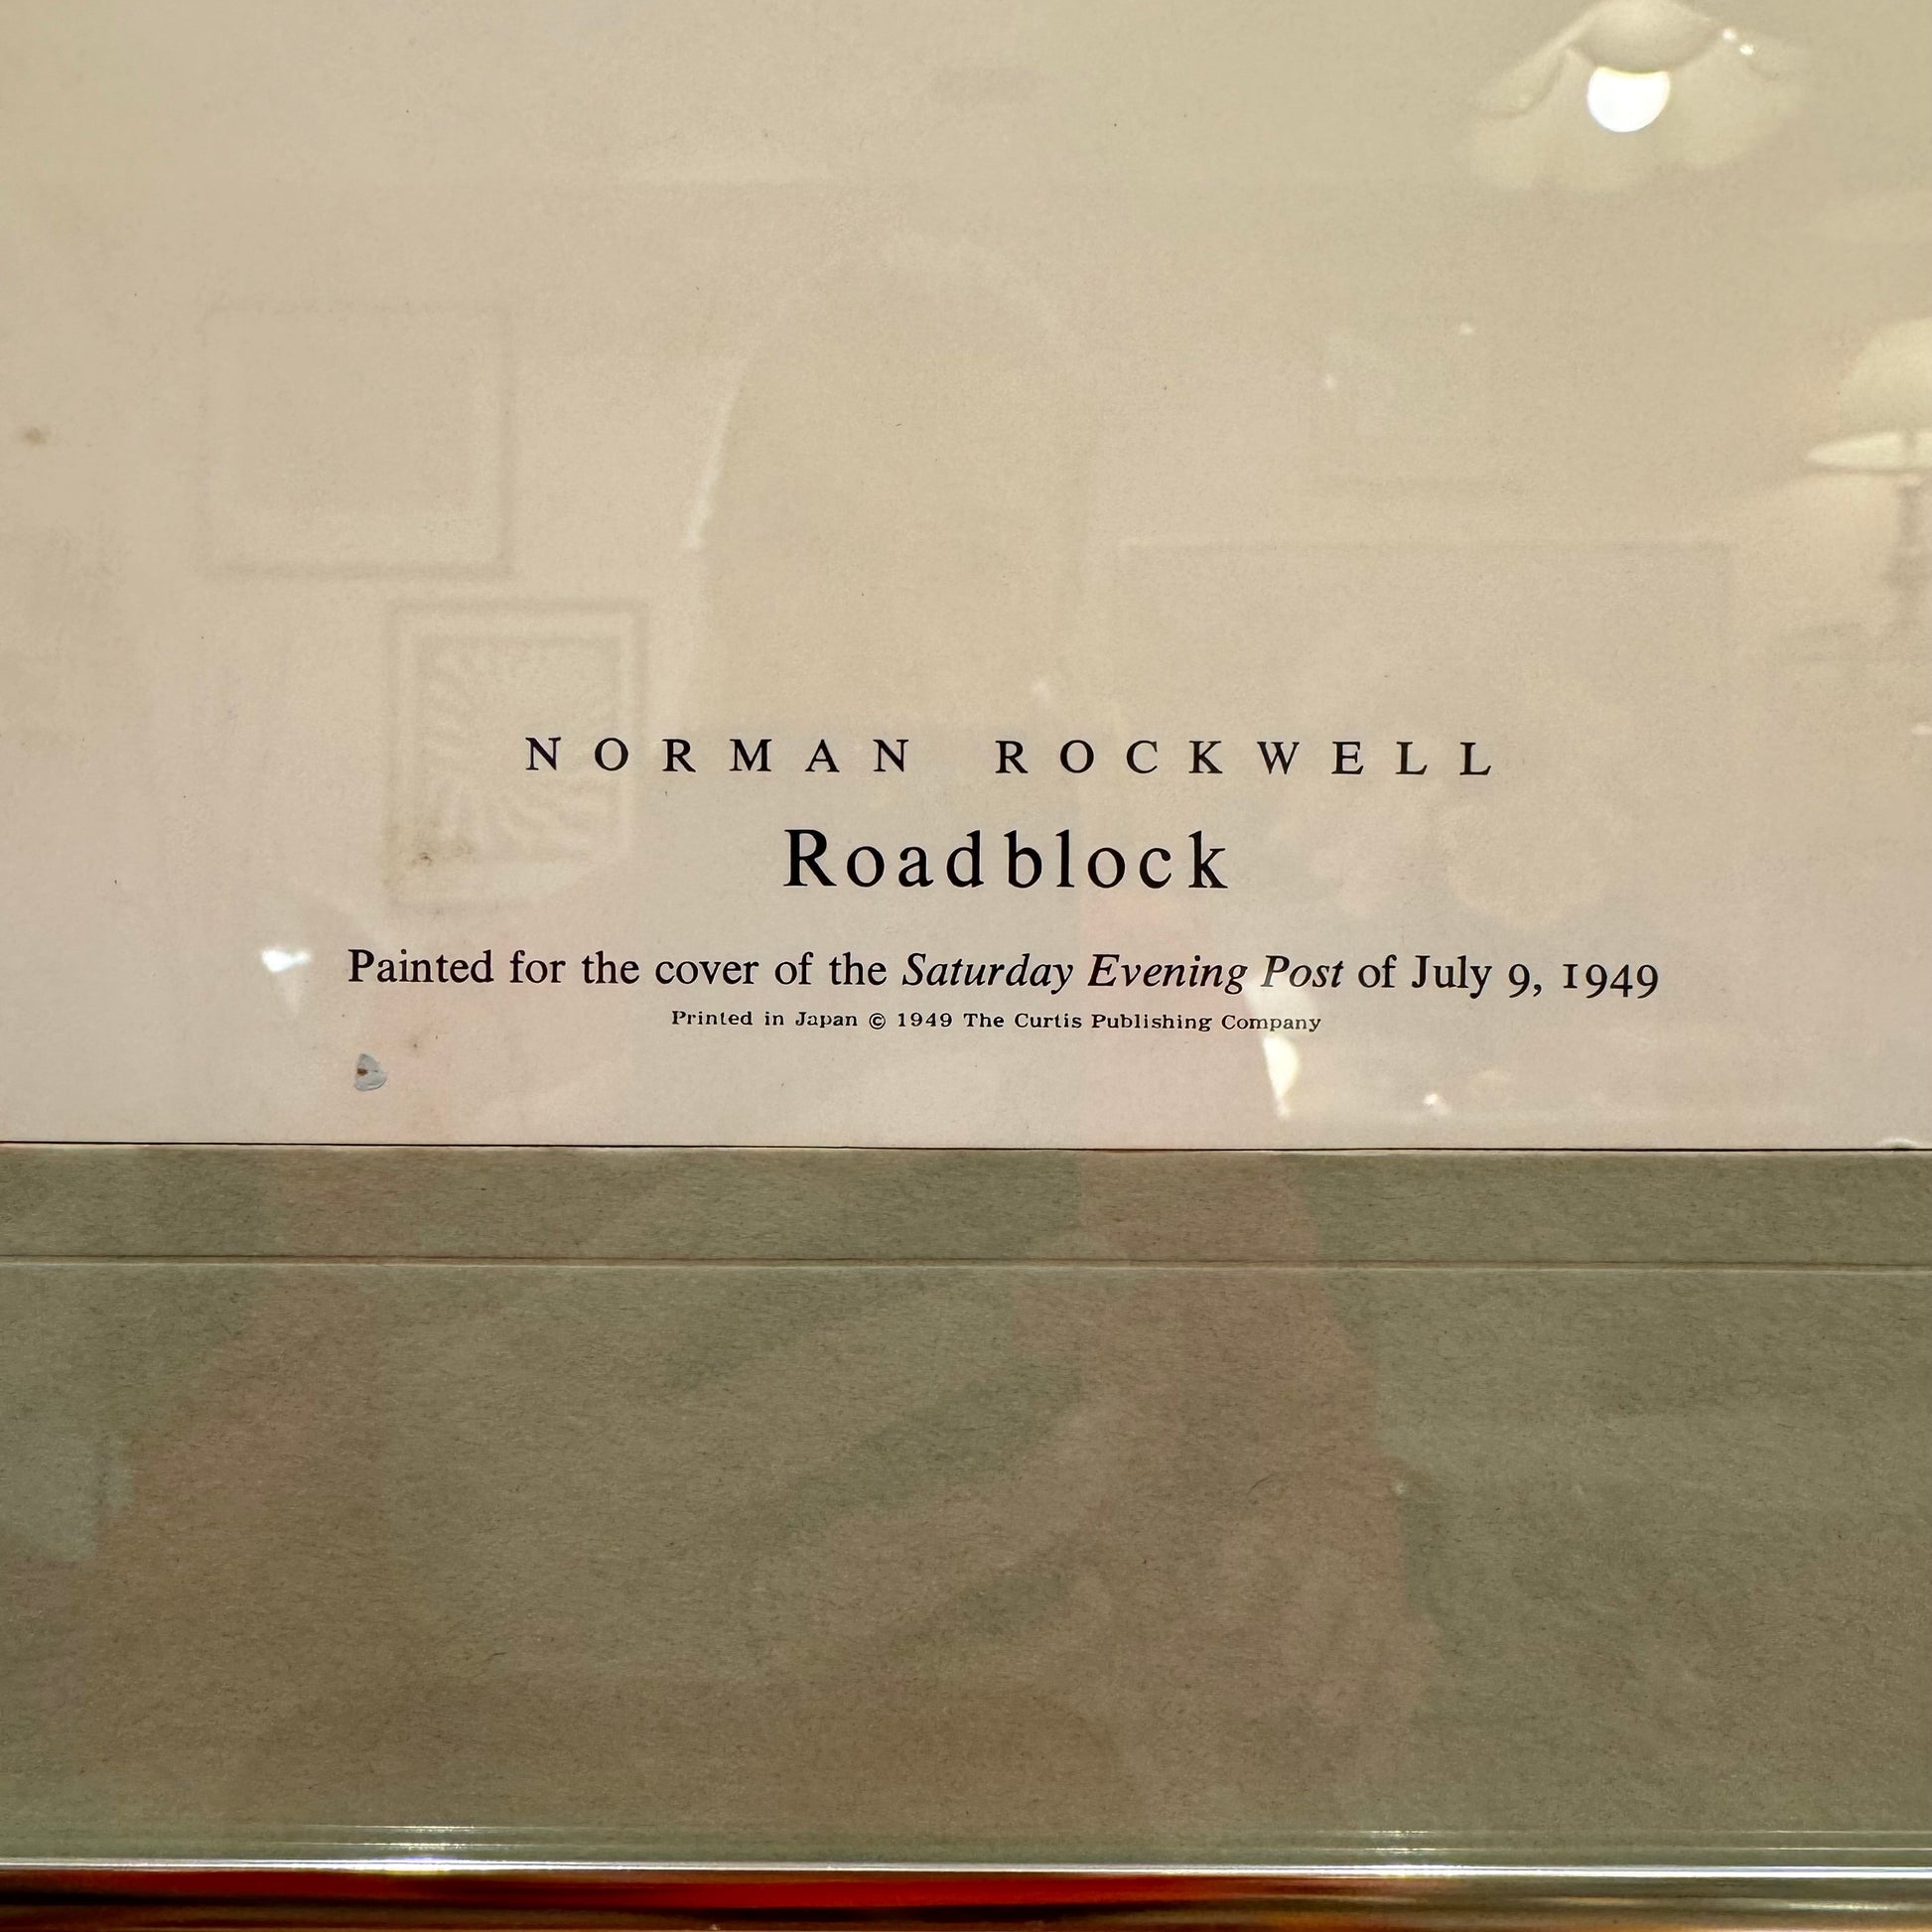 NORMAN ROCKWELL
Roadblock
Painted for the cover of the Saturday Evening Post of July 9, 1949
Printed in Japan © 1949 The Curtis Publishing Company